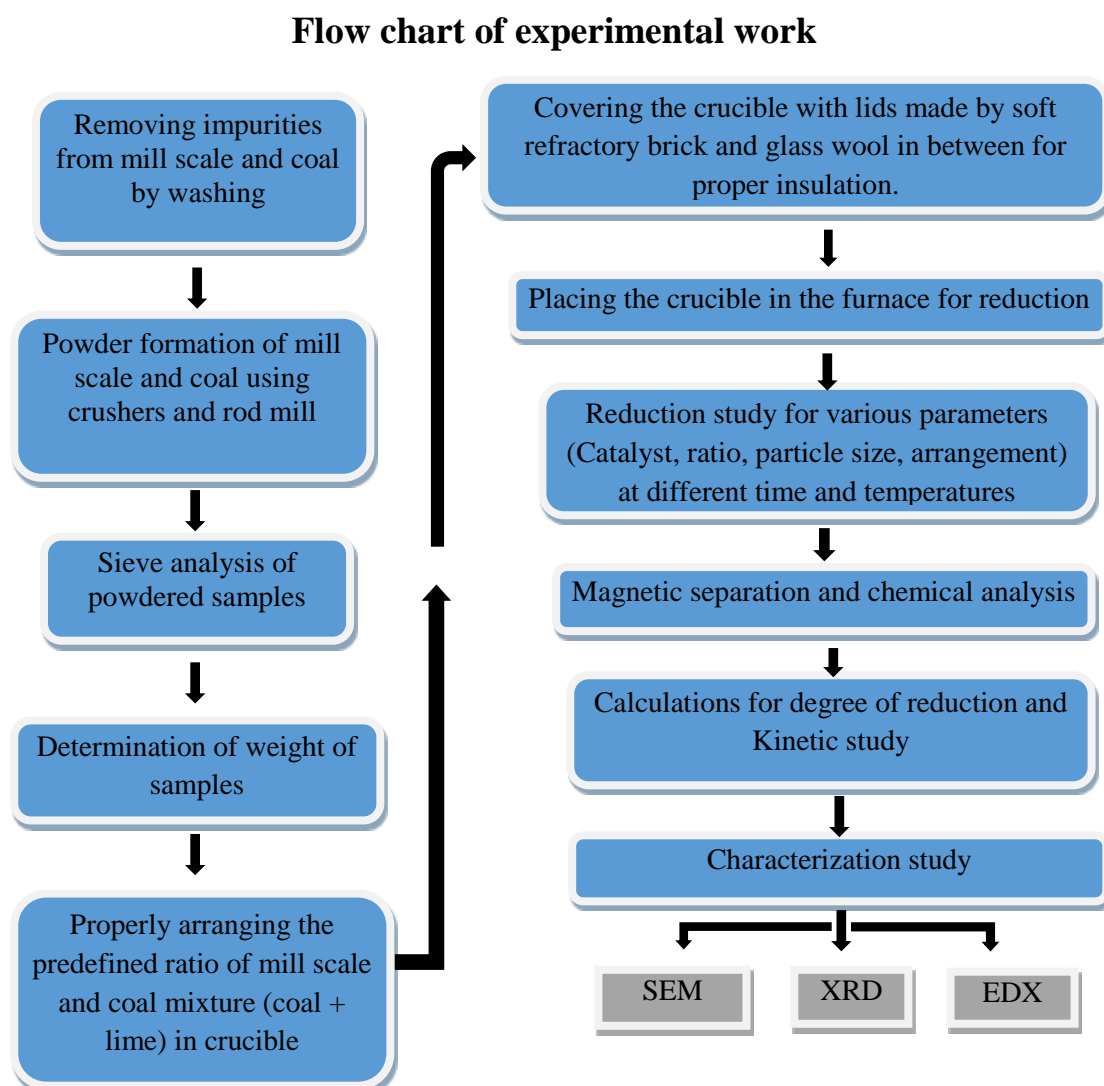 Flow chart of experimental work
Removing impurities
from mill scale and coal
by washing
Powder formation of mill
scale and coal using
crushers and rod mill
Sieve analysis of
powdered samples
Determination of weight of
samples
Properly arranging the
predefined ratio of mill scale
and coal mixture (coal +
lime) in crucible
Covering the crucible with lids made by soft
refractory brick and glass wool in between for
proper insulation.
Placing the crucible in the furnace for reduction
Reduction study for various parameters
(Catalyst, ratio, particle size, arrangement)
at different time and temperatures
Magnetic separation and chemical analysis
Calculations for degree of reduction and
Kinetic study
Characterization study
SEM
XRD
EDX